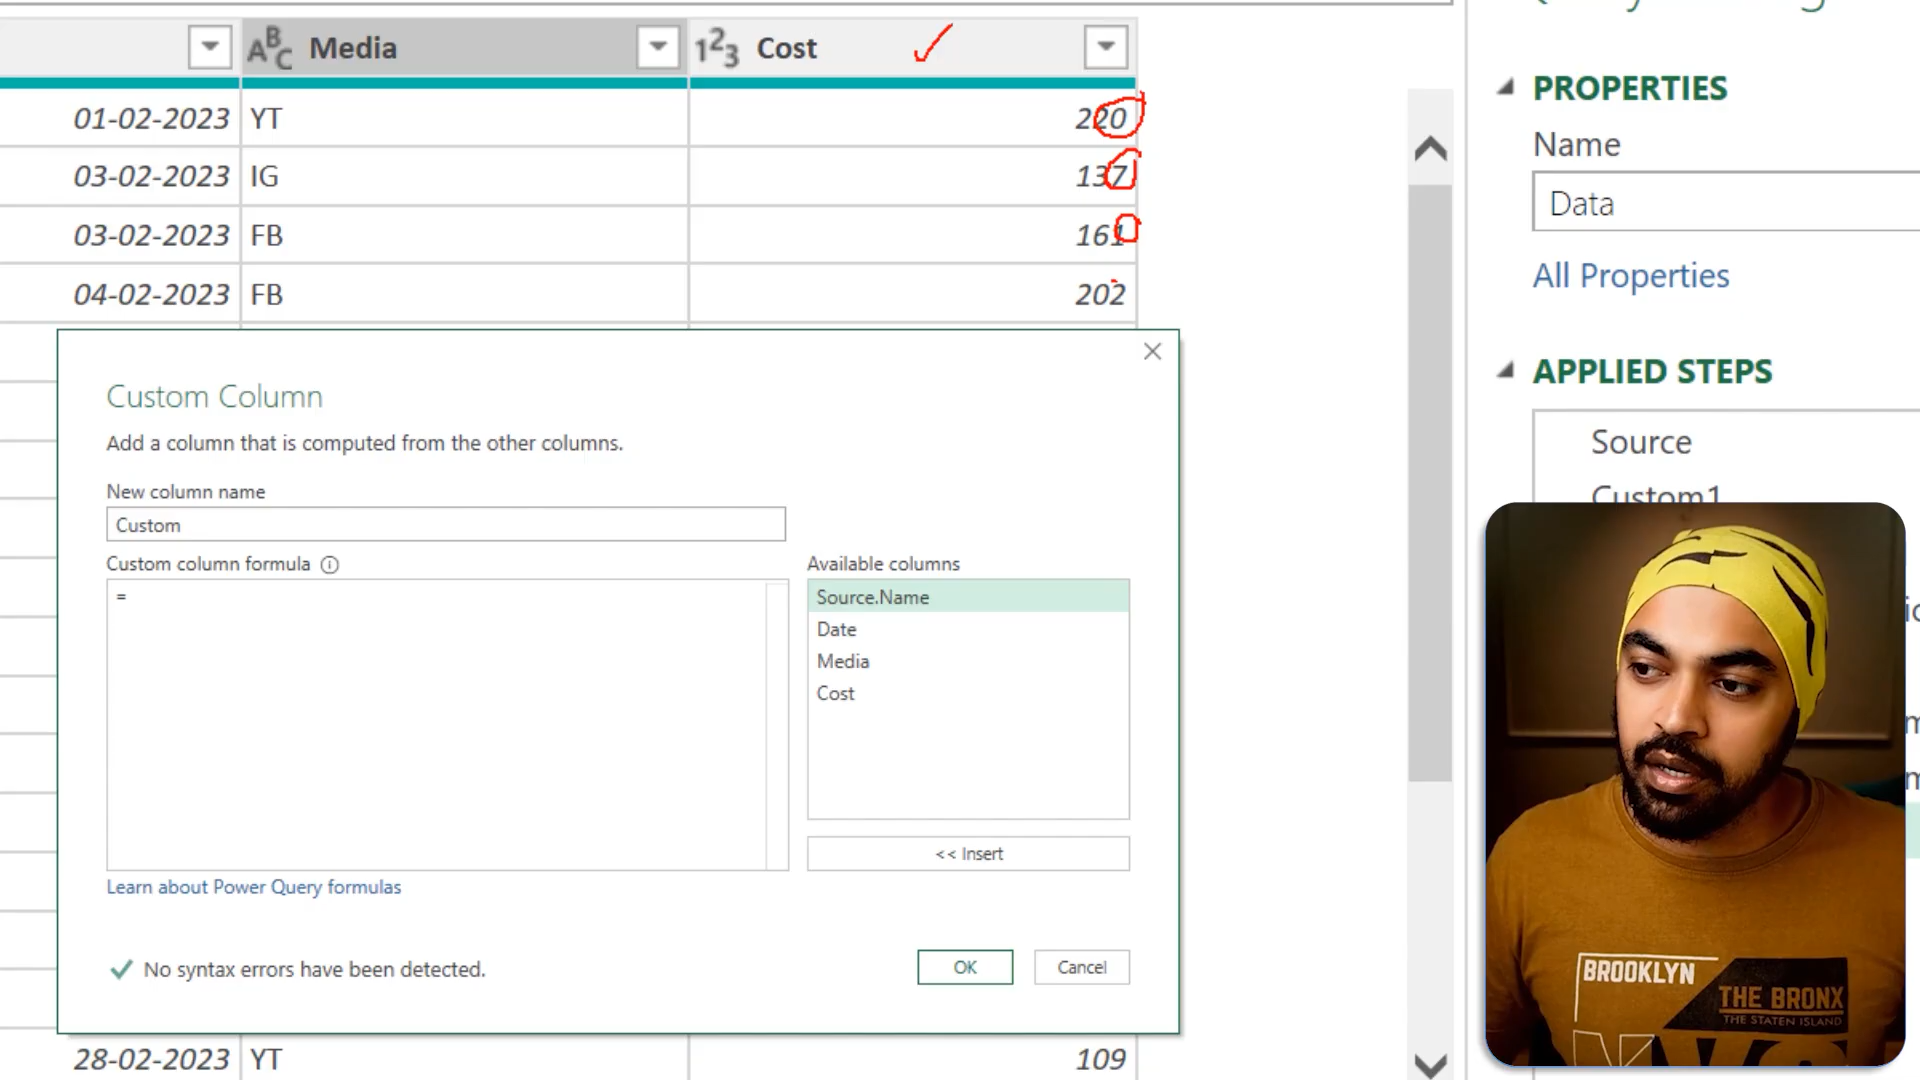 ABC Media
123 Cost
01-02-2023 YT 220
03-02-2023 IG 137
03-02-2023 FB 161
04-02-2023 FB 202
Custom Column
Add a column that is computed from the other columns.
New column name
Custom
Custom column formula
=
Available columns
Source.Name
Date
Media
Cost
<< Insert
Learn about Power Query formulas
No syntax errors have been detected.
OK
Cancel
28-02-2023 YT 109
PROPERTIES
Name
Data
All Properties
APPLIED STEPS
Source
Custom1
BROOKLYN
THE BRONX
THE STATEN ISLAND